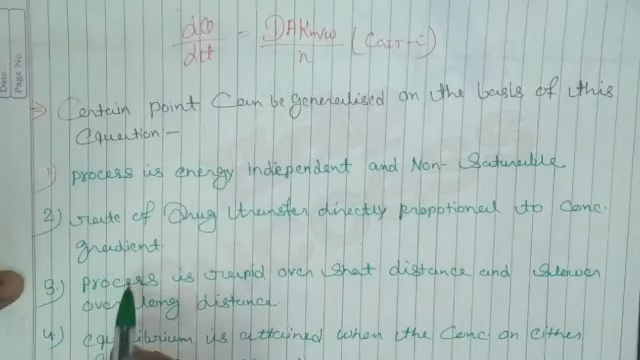 Date
Page No
dQ/dt = DAKm/w / h (CGIT - C)
=> Certain point Can be generalised on the basis of this
equation:-
1) process is energy independent and Non- Saturable
2) rate of Drug transfer directly propotional to Conc.
gradient.
3) process is rapid over Shot distance and Slower
over long distance
4) equilibrium is attained when the Conc on either